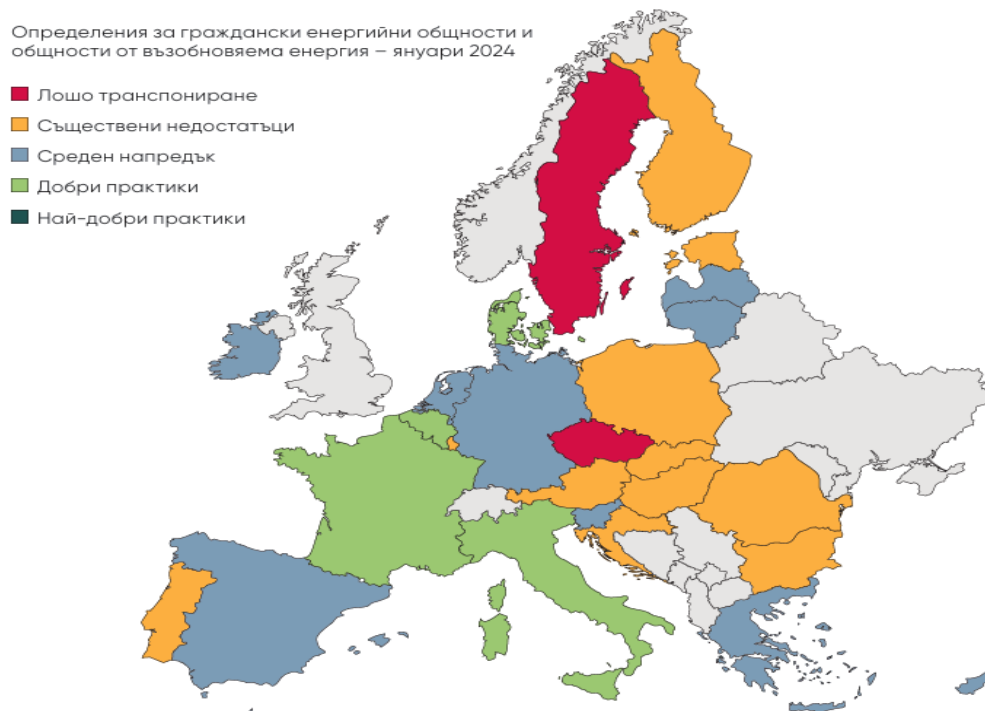 Определения за граждански енергийни общности и
общности от възобновяема енергия – януари 2024
Лошо транспониране
Съществени недостатъци
Среден напредък
Добри практики
Най-добри практики